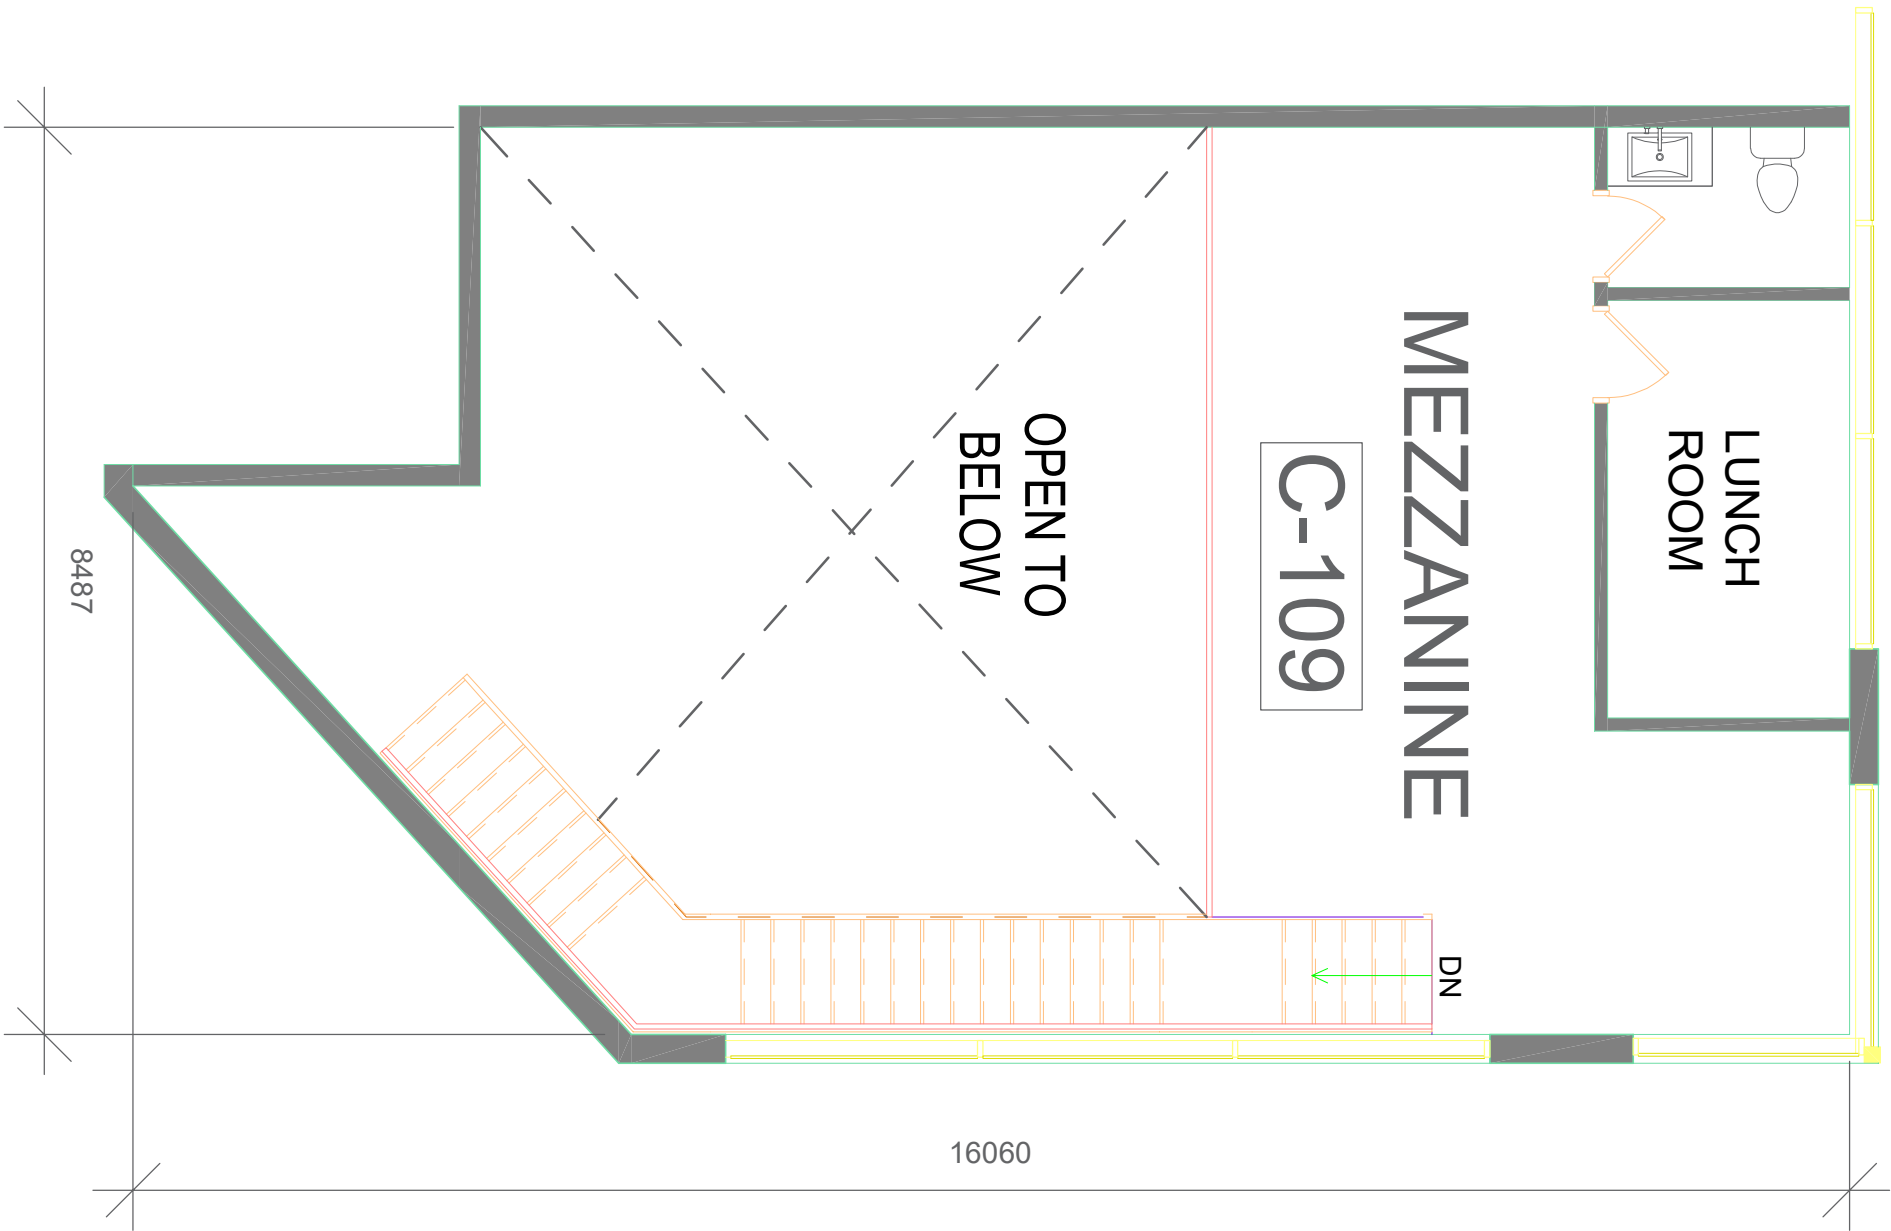 LUNCH
ROOM
MEZZANINE
C-109
OPEN TO
BELOW
DN
8487
16060